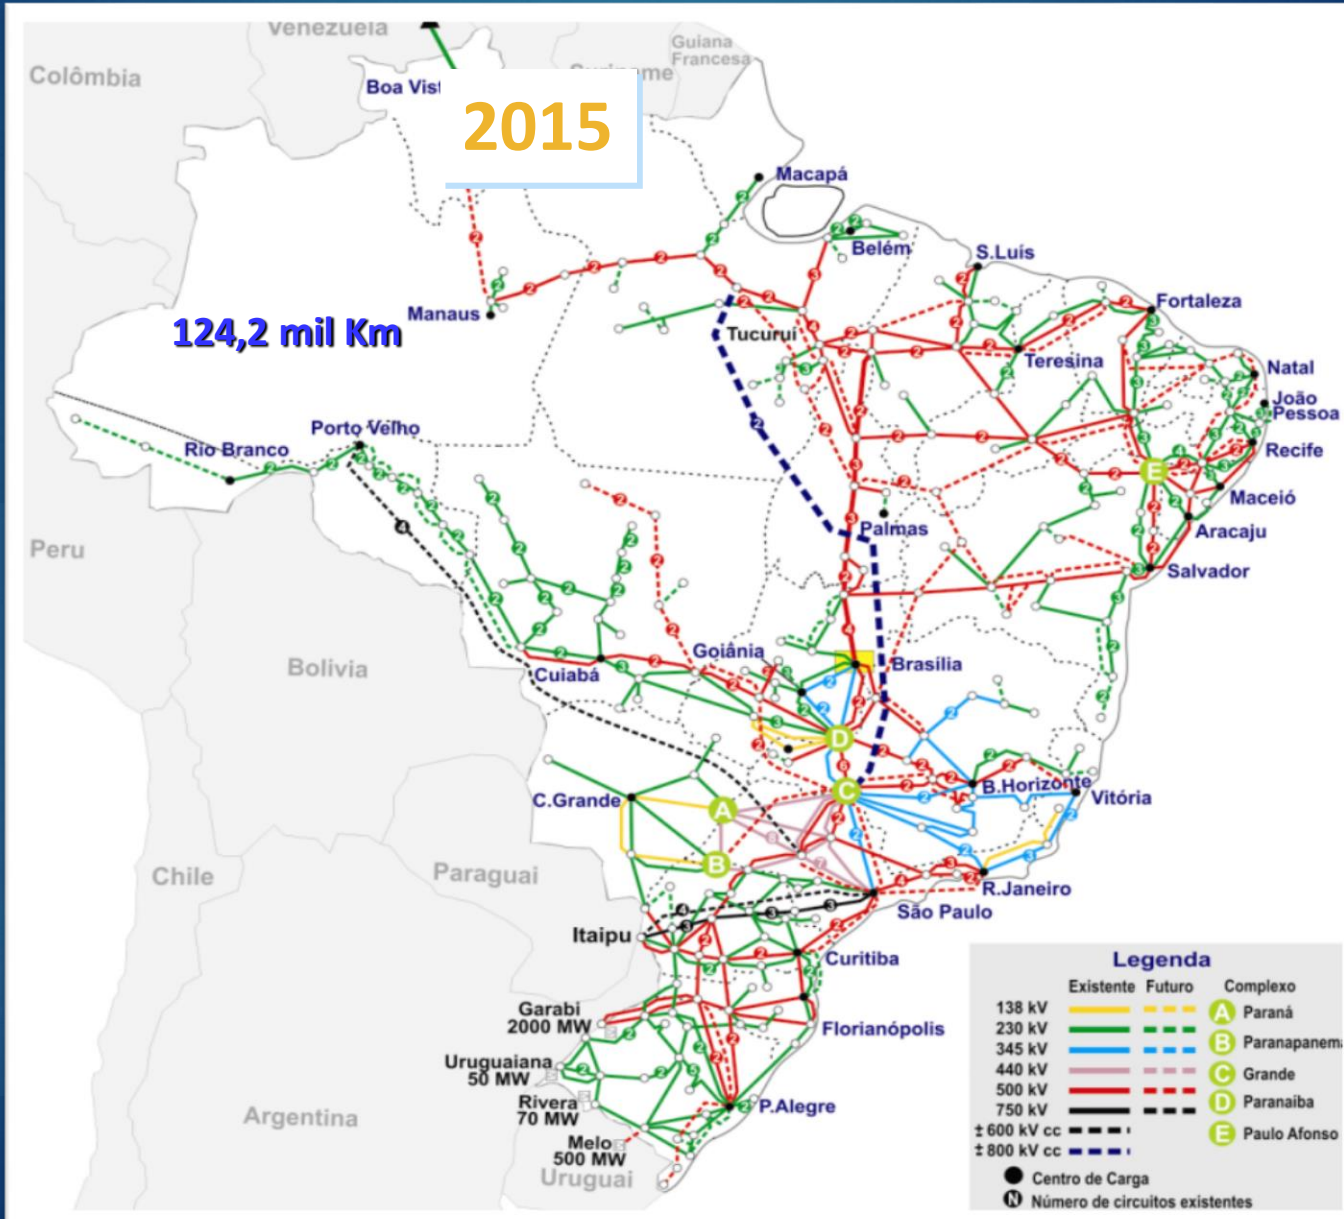 Venezuela
Guiana
Francesa
Colômbia
Boa Vist
2015
Macapá
Belém
S.Luís
Manaus
124,2 mil Km
Fortaleza
Tucuruí
Teresina
Natal
João
Pessoa
Porto Velho
Rio Branco
Recife
E
Maceió
Palmas
Aracaju
Peru
Salvador
Goiânia
Brasília
Bolivia
Cuiabá
D
B.Horizonte
C.Grande
A
C
Vitória
B
Chile
Paraguai
R.Janeiro
São Paulo
Itaipu
Curitiba
Garabi
2000 MW
Florianópolis
Uruguaiana
50 MW
Rivera
70 MW
P.Alegre
Argentina
Melo
500 MW
Uruguai
Legenda
Existente Futuro Complexo
138 kV A Paraná
230 kV
345 kV B Paranapanema
440 kV C Grande
500 kV D Paranaiba
750 kV
± 600 kV cc E Paulo Afonso
± 800 kV cc
Centro de Carga
N Número de circuitos existentes